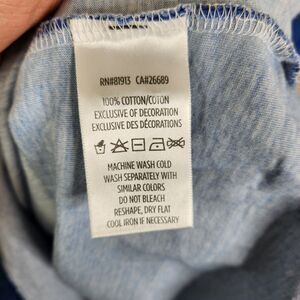 RN#81913 CA#26689
100% COTTON/COTON
EXCLUSIVE OF DECORATION
EXCLUSIVE DES DÉCORATIONS
MACHINE WASH COLD
WASH SEPARATELY WITH
SIMILAR COLORS
DO NOT BLEACH
RESHAPE, DRY FLAT
COOL IRON IF NECESSARY